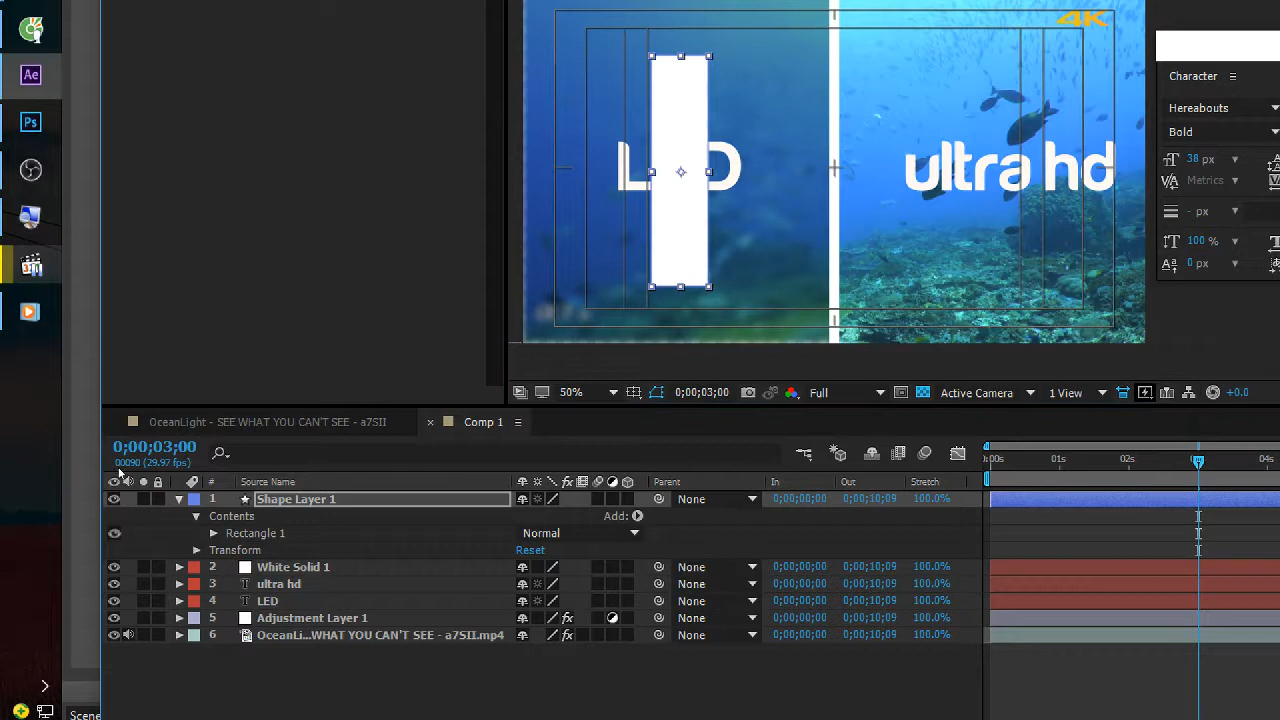 Ae
Ps
4K
LED
ultra hd
Character
Hereabouts
Bold
38 px
Metrics
- px
100 %
0 px
50%
0;00;03;00
Full
Active Camera
1 View
+0.0
OceanLight - SEE WHAT YOU CAN'T SEE - a7SII
Comp 1
0;00;03;00
00090 (29.97 fps)
:00s
02s
04s
#
Source Name
Parent
In
Out
Stretch
1
Shape Layer 1
None
0;00;00;00
0;00;10;09
100.0%
Contents
Add:
Rectangle 1
Normal
Transform
Reset
2
White Solid 1
None
0;00;00;00
0;00;10;09
100.0%
3
ultra hd
None
0;00;00;00
0;00;10;09
100.0%
4
LED
None
0;00;00;00
0;00;10;09
100.0%
5
Adjustment Layer 1
None
0;00;00;00
0;00;10;09
100.0%
6
OceanLi...WHAT YOU CAN'T SEE - a7SII.mp4
None
0;00;00;00
0;00;10;09
100.0%
Scene